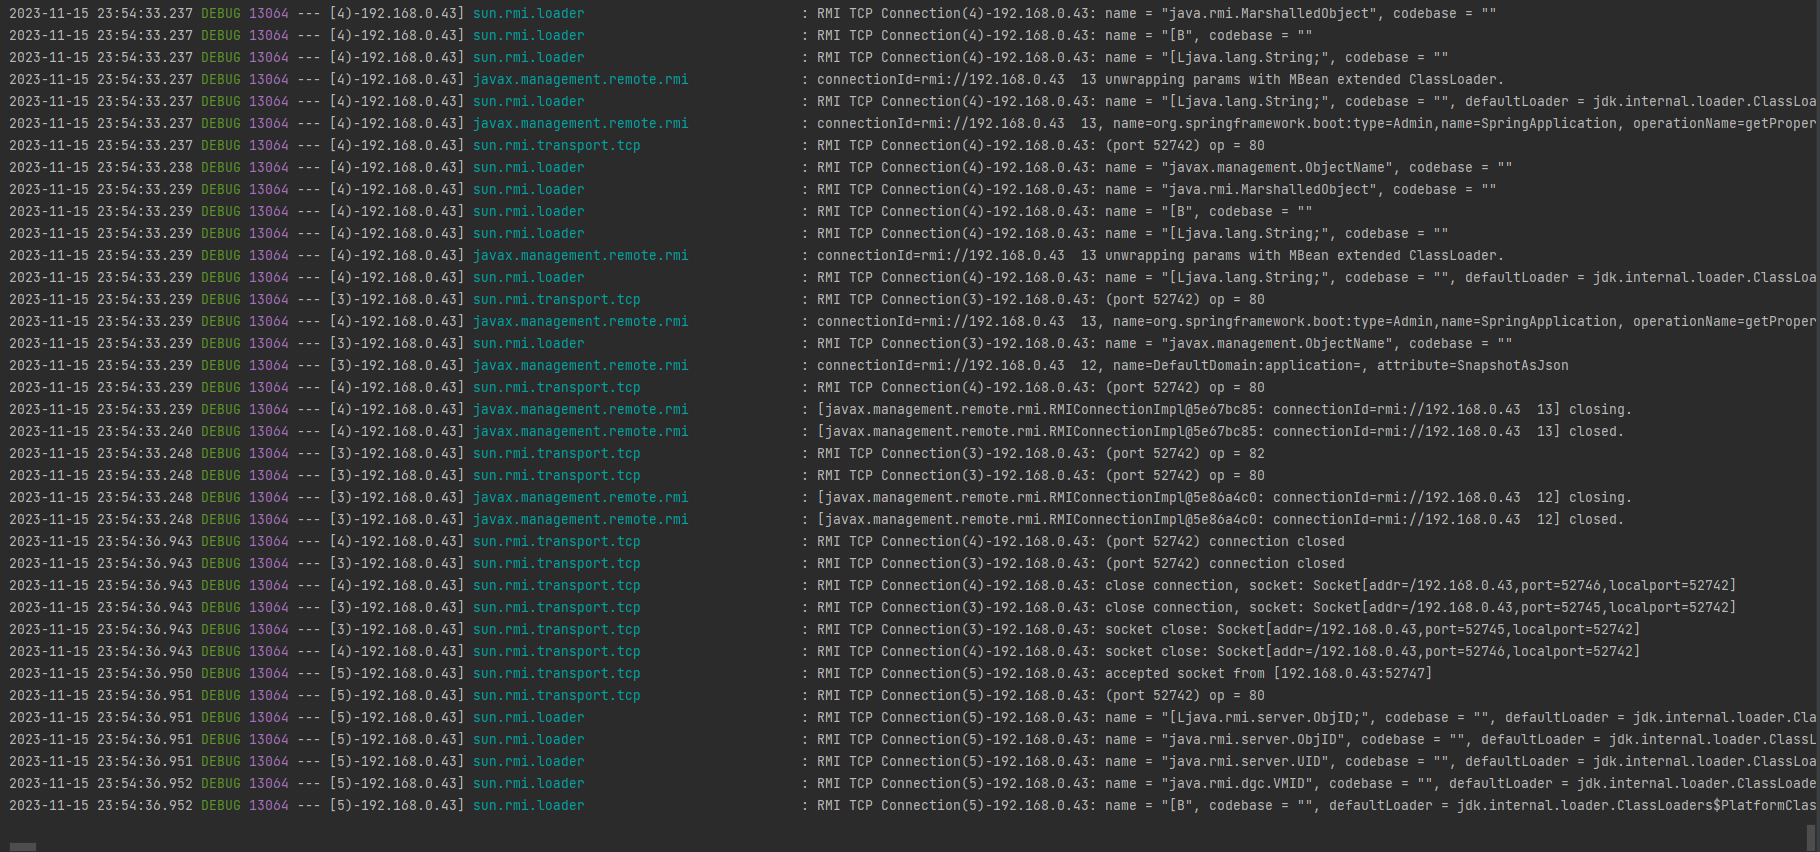 2023-11-15 23:54:33.237 DEBUG 13064 --- [4)-192.168.0.43] sun.rmi.loader : RMI TCP Connection(4)-192.168.0.43: name = "java.rmi.MarshalledObject", codebase = ""
2023-11-15 23:54:33.237 DEBUG 13064 --- [4)-192.168.0.43] sun.rmi.loader : RMI TCP Connection(4)-192.168.0.43: name = "[B", codebase = ""
2023-11-15 23:54:33.237 DEBUG 13064 --- [4)-192.168.0.43] sun.rmi.loader : RMI TCP Connection(4)-192.168.0.43: name = "[Ljava.lang.String;", codebase = ""
2023-11-15 23:54:33.237 DEBUG 13064 --- [4)-192.168.0.43] javax.management.remote.rmi : connectionId=rmi://192.168.0.43  13 unwrapping params with MBean extended ClassLoader.
2023-11-15 23:54:33.237 DEBUG 13064 --- [4)-192.168.0.43] sun.rmi.loader : RMI TCP Connection(4)-192.168.0.43: name = "[Ljava.lang.String;", codebase = "", defaultLoader = jdk.internal.loader.ClassLoa
2023-11-15 23:54:33.237 DEBUG 13064 --- [4)-192.168.0.43] javax.management.remote.rmi : connectionId=rmi://192.168.0.43  13, name=org.springframework.boot:type=Admin,name=SpringApplication, operationName=getProper
2023-11-15 23:54:33.237 DEBUG 13064 --- [4)-192.168.0.43] sun.rmi.transport.tcp : RMI TCP Connection(4)-192.168.0.43: (port 52742) op = 80
2023-11-15 23:54:33.238 DEBUG 13064 --- [4)-192.168.0.43] sun.rmi.loader : RMI TCP Connection(4)-192.168.0.43: name = "javax.management.ObjectName", codebase = ""
2023-11-15 23:54:33.239 DEBUG 13064 --- [4)-192.168.0.43] sun.rmi.loader : RMI TCP Connection(4)-192.168.0.43: name = "java.rmi.MarshalledObject", codebase = ""
2023-11-15 23:54:33.239 DEBUG 13064 --- [4)-192.168.0.43] sun.rmi.loader : RMI TCP Connection(4)-192.168.0.43: name = "[B", codebase = ""
2023-11-15 23:54:33.239 DEBUG 13064 --- [4)-192.168.0.43] sun.rmi.loader : RMI TCP Connection(4)-192.168.0.43: name = "[Ljava.lang.String;", codebase = ""
2023-11-15 23:54:33.239 DEBUG 13064 --- [4)-192.168.0.43] javax.management.remote.rmi : connectionId=rmi://192.168.0.43  13 unwrapping params with MBean extended ClassLoader.
2023-11-15 23:54:33.239 DEBUG 13064 --- [4)-192.168.0.43] sun.rmi.loader : RMI TCP Connection(4)-192.168.0.43: name = "[Ljava.lang.String;", codebase = "", defaultLoader = jdk.internal.loader.ClassLoa
2023-11-15 23:54:33.239 DEBUG 13064 --- [3)-192.168.0.43] sun.rmi.transport.tcp : RMI TCP Connection(3)-192.168.0.43: (port 52742) op = 80
2023-11-15 23:54:33.239 DEBUG 13064 --- [4)-192.168.0.43] javax.management.remote.rmi : connectionId=rmi://192.168.0.43  13, name=org.springframework.boot:type=Admin,name=SpringApplication, operationName=getProper
2023-11-15 23:54:33.239 DEBUG 13064 --- [3)-192.168.0.43] sun.rmi.loader : RMI TCP Connection(3)-192.168.0.43: name = "javax.management.ObjectName", codebase = ""
2023-11-15 23:54:33.239 DEBUG 13064 --- [3)-192.168.0.43] javax.management.remote.rmi : connectionId=rmi://192.168.0.43  12, name=DefaultDomain:application=, attribute=SnapshotAsJson
2023-11-15 23:54:33.239 DEBUG 13064 --- [4)-192.168.0.43] sun.rmi.transport.tcp : RMI TCP Connection(4)-192.168.0.43: (port 52742) op = 80
2023-11-15 23:54:33.239 DEBUG 13064 --- [4)-192.168.0.43] javax.management.remote.rmi : [javax.management.remote.rmi.RMIConnectionImpl@5e67bc85: connectionId=rmi://192.168.0.43  13] closing.
2023-11-15 23:54:33.240 DEBUG 13064 --- [4)-192.168.0.43] javax.management.remote.rmi : [javax.management.remote.rmi.RMIConnectionImpl@5e67bc85: connectionId=rmi://192.168.0.43  13] closed.
2023-11-15 23:54:33.248 DEBUG 13064 --- [3)-192.168.0.43] sun.rmi.transport.tcp : RMI TCP Connection(3)-192.168.0.43: (port 52742) op = 82
2023-11-15 23:54:33.248 DEBUG 13064 --- [3)-192.168.0.43] sun.rmi.transport.tcp : RMI TCP Connection(3)-192.168.0.43: (port 52742) op = 80
2023-11-15 23:54:33.248 DEBUG 13064 --- [3)-192.168.0.43] javax.management.remote.rmi : [javax.management.remote.rmi.RMIConnectionImpl@5e86a4c0: connectionId=rmi://192.168.0.43  12] closing.
2023-11-15 23:54:33.248 DEBUG 13064 --- [3)-192.168.0.43] javax.management.remote.rmi : [javax.management.remote.rmi.RMIConnectionImpl@5e86a4c0: connectionId=rmi://192.168.0.43  12] closed.
2023-11-15 23:54:36.943 DEBUG 13064 --- [4)-192.168.0.43] sun.rmi.transport.tcp : RMI TCP Connection(4)-192.168.0.43: (port 52742) connection closed
2023-11-15 23:54:36.943 DEBUG 13064 --- [3)-192.168.0.43] sun.rmi.transport.tcp : RMI TCP Connection(3)-192.168.0.43: (port 52742) connection closed
2023-11-15 23:54:36.943 DEBUG 13064 --- [4)-192.168.0.43] sun.rmi.transport.tcp : RMI TCP Connection(4)-192.168.0.43: close connection, socket: Socket[addr=/192.168.0.43,port=52746,localport=52742]
2023-11-15 23:54:36.943 DEBUG 13064 --- [3)-192.168.0.43] sun.rmi.transport.tcp : RMI TCP Connection(3)-192.168.0.43: close connection, socket: Socket[addr=/192.168.0.43,port=52745,localport=52742]
2023-11-15 23:54:36.943 DEBUG 13064 --- [3)-192.168.0.43] sun.rmi.transport.tcp : RMI TCP Connection(3)-192.168.0.43: socket close: Socket[addr=/192.168.0.43,port=52745,localport=52742]
2023-11-15 23:54:36.943 DEBUG 13064 --- [4)-192.168.0.43] sun.rmi.transport.tcp : RMI TCP Connection(4)-192.168.0.43: socket close: Socket[addr=/192.168.0.43,port=52746,localport=52742]
2023-11-15 23:54:36.950 DEBUG 13064 --- [5)-192.168.0.43] sun.rmi.transport.tcp : RMI TCP Connection(5)-192.168.0.43: accepted socket from [192.168.0.43:52747]
2023-11-15 23:54:36.951 DEBUG 13064 --- [5)-192.168.0.43] sun.rmi.transport.tcp : RMI TCP Connection(5)-192.168.0.43: (port 52742) op = 80
2023-11-15 23:54:36.951 DEBUG 13064 --- [5)-192.168.0.43] sun.rmi.loader : RMI TCP Connection(5)-192.168.0.43: name = "[Ljava.rmi.server.ObjID;", codebase = "", defaultLoader = jdk.internal.loader.Cla
2023-11-15 23:54:36.951 DEBUG 13064 --- [5)-192.168.0.43] sun.rmi.loader : RMI TCP Connection(5)-192.168.0.43: name = "java.rmi.server.ObjID", codebase = "", defaultLoader = jdk.internal.loader.ClassL
2023-11-15 23:54:36.951 DEBUG 13064 --- [5)-192.168.0.43] sun.rmi.loader : RMI TCP Connection(5)-192.168.0.43: name = "java.rmi.server.UID", codebase = "", defaultLoader = jdk.internal.loader.ClassLoa
2023-11-15 23:54:36.952 DEBUG 13064 --- [5)-192.168.0.43] sun.rmi.loader : RMI TCP Connection(5)-192.168.0.43: name = "java.rmi.dgc.VMID", codebase = "", defaultLoader = jdk.internal.loader.ClassLoade
2023-11-15 23:54:36.952 DEBUG 13064 --- [5)-192.168.0.43] sun.rmi.loader : RMI TCP Connection(5)-192.168.0.43: name = "[B", codebase = "", defaultLoader = jdk.internal.loader.ClassLoaders$PlatformClas